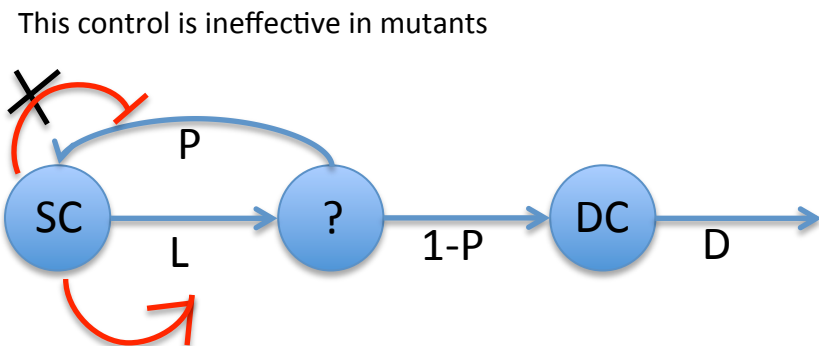 This control is ineffective in mutants
P
SC
?
DC
L
1-P
D